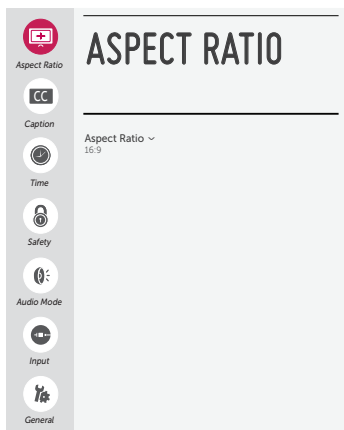 Aspect Ratio
CC
Caption
Time
Safety
Audio Mode
Input
General
ASPECT RATIO
Aspect Ratio
16:9